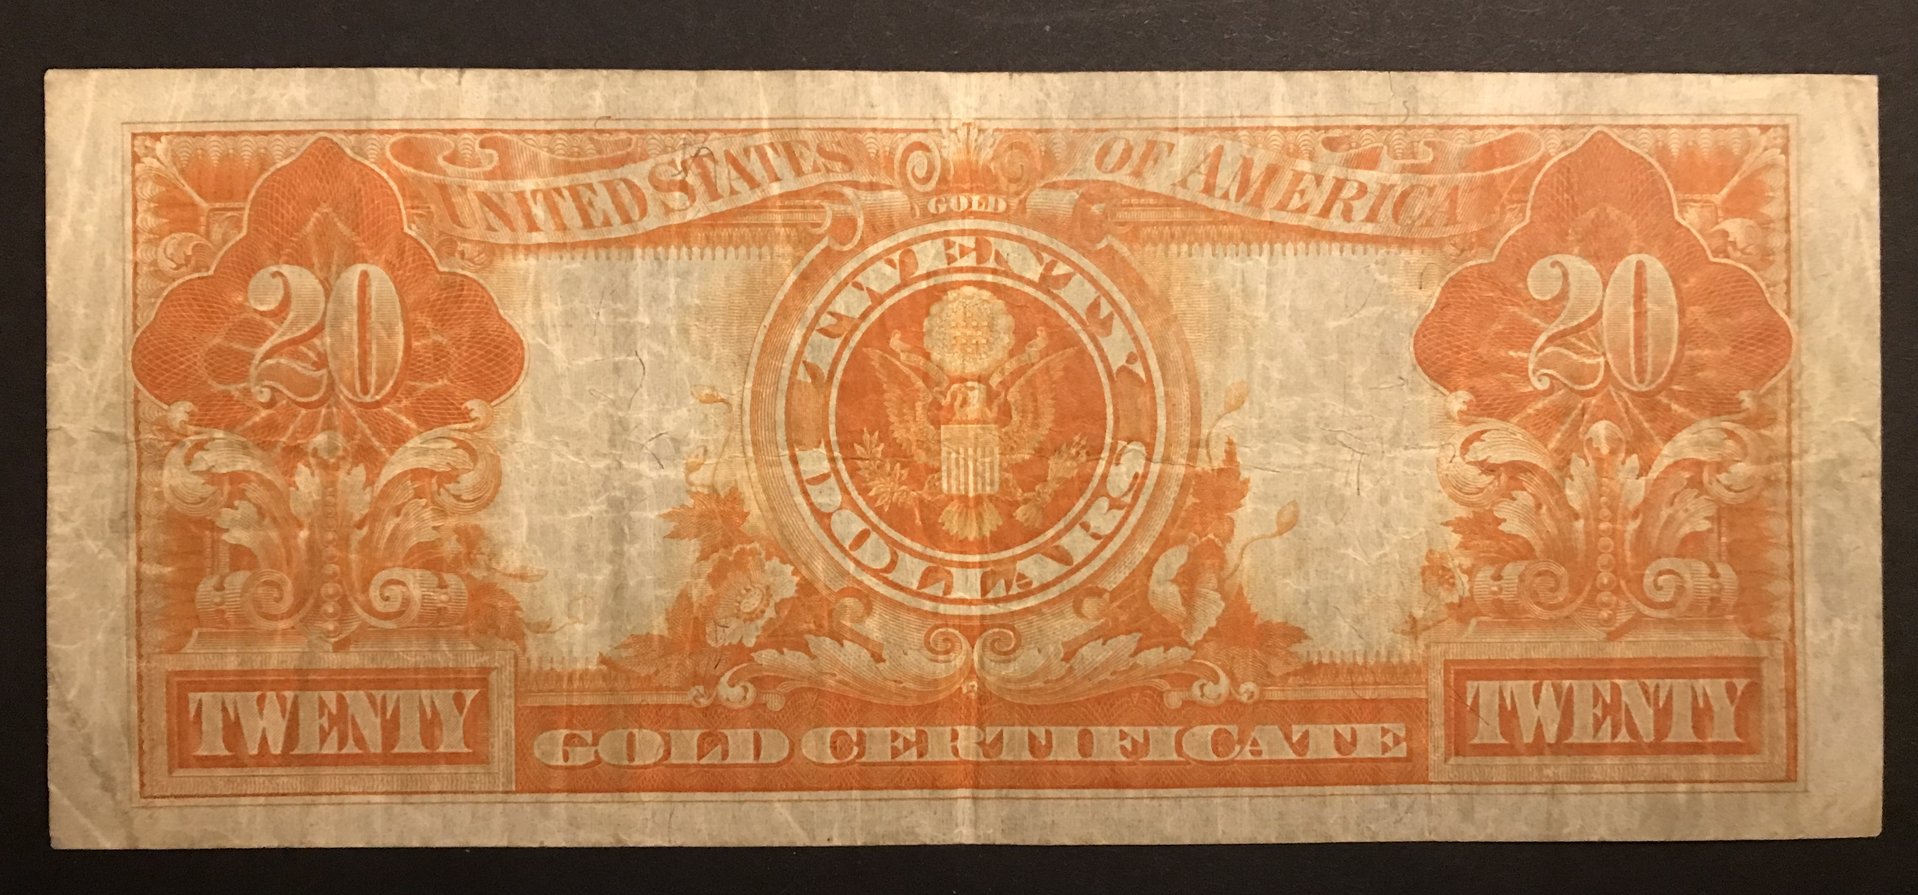 UNITED STATES OF AMERICA
GOLD
20
20
TWENTY
DOLLARS
TWENTY
GOLD CERTIFICATE
TWENTY